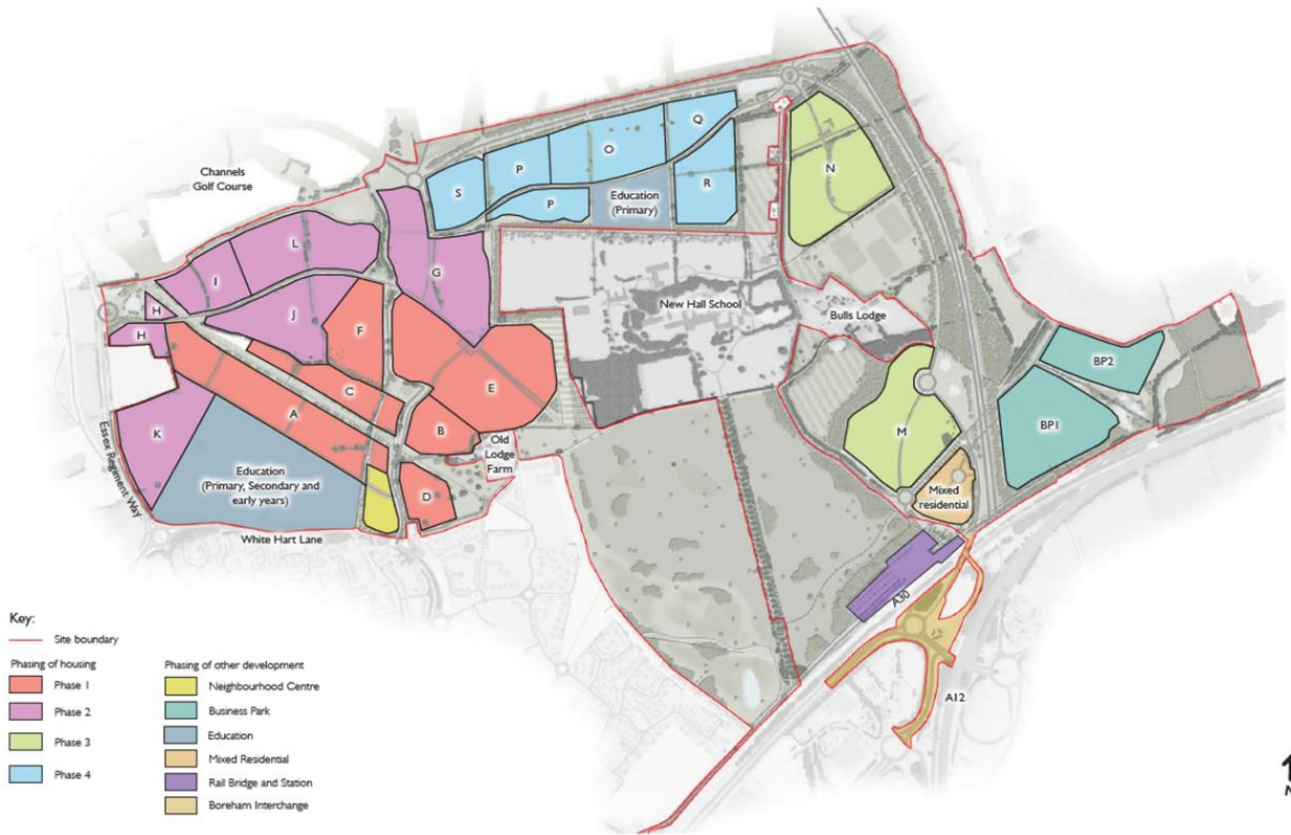 Channels
Golf Course
Q
P
O
S
R
N
P
Education
(Primary)
L
I
G
H
J
New Hall School
Bulls Lodge
H
F
BP2
E
C
A
K
B
M
BP1
Essex Regiment Way
Old
Lodge
Farm
Education
(Primary, Secondary and
early years)
D
Mixed
residential
White Hart Lane
A30
A12
N
Key:
Site boundary
Phasing of housing
Phase 1
Phase 2
Phase 3
Phase 4
Phasing of other development
Neighbourhood Centre
Business Park
Education
Mixed Residential
Rail Bridge and Station
Boreham Interchange